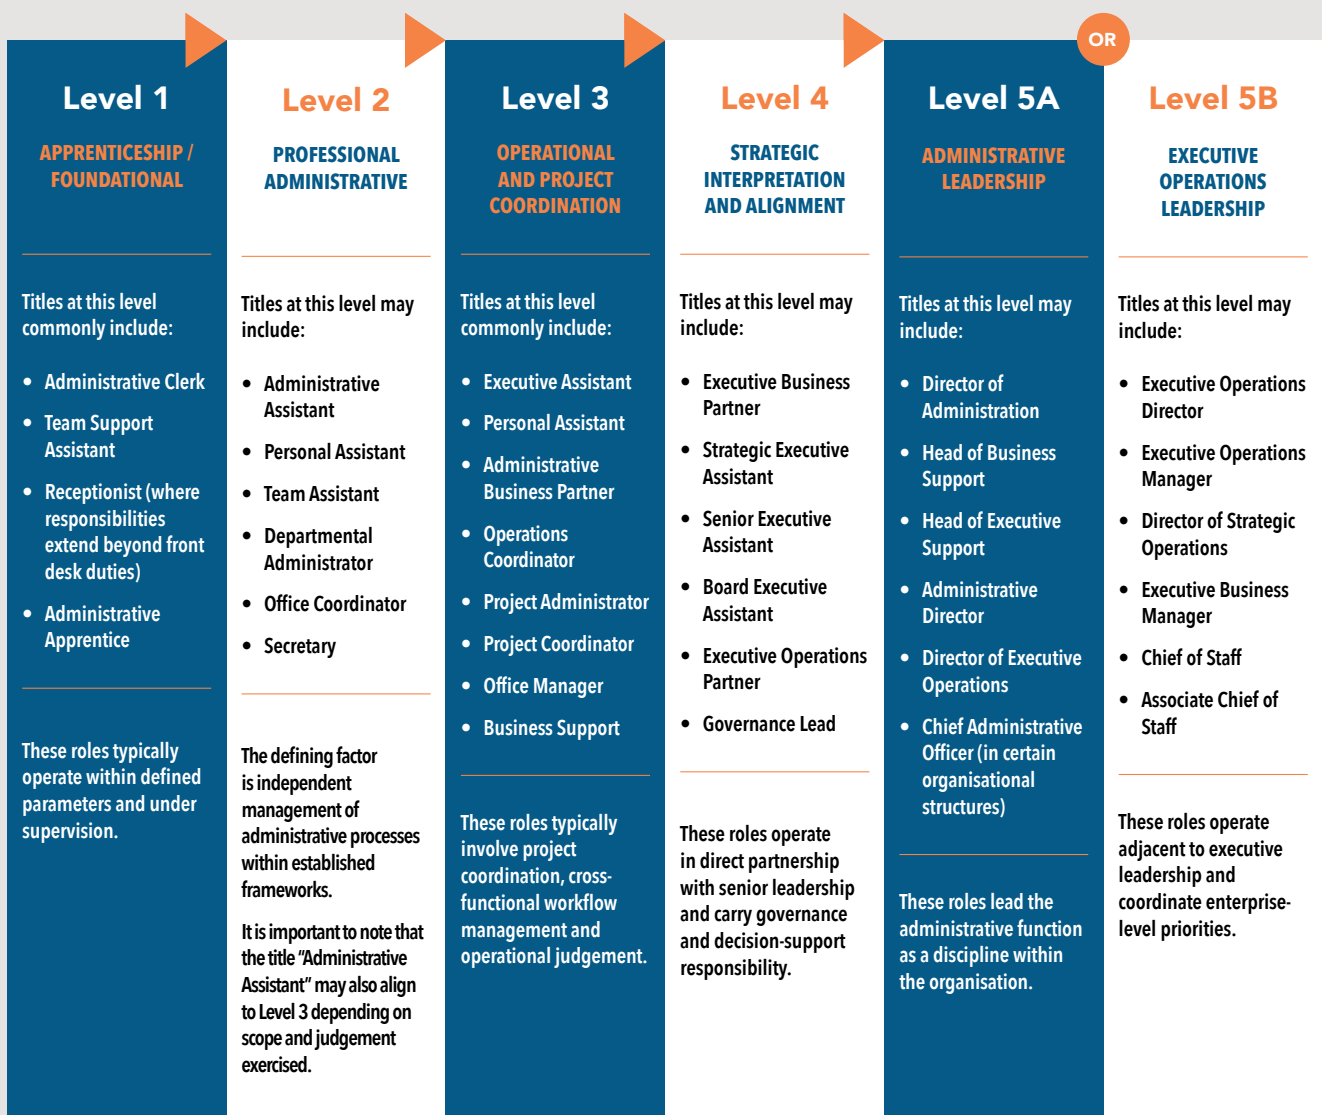 OR
Level 1
APPRENTICESHIP /
FOUNDATIONAL
Titles at this level
commonly include:
• Administrative Clerk
• Team Support
Assistant
• Receptionist (where
responsibilities
extend beyond front
desk duties)
• Administrative
Apprentice
These roles typically
operate within defined
parameters and under
supervision.
Level 2
PROFESSIONAL
ADMINISTRATIVE
Titles at this level may
include:
• Administrative
Assistant
• Personal Assistant
• Team Assistant
• Departmental
Administrator
• Office Coordinator
• Secretary
The defining factor
is independent
management of
administrative processes
within established
frameworks.
It is important to note that
the title “Administrative
Assistant” may also align
to Level 3 depending on
scope and judgement
exercised.
Level 3
OPERATIONAL
AND PROJECT
COORDINATION
Titles at this level
commonly include:
• Executive Assistant
• Personal Assistant
• Administrative
Business Partner
• Operations
Coordinator
• Project Administrator
• Project Coordinator
• Office Manager
• Business Support
These roles typically
involve project
coordination, cross-
functional workflow
management and
operational judgement.
Level 4
STRATEGIC
INTERPRETATION
AND ALIGNMENT
Titles at this level may
include:
• Executive Business
Partner
• Strategic Executive
Assistant
• Senior Executive
Assistant
• Board Executive
Assistant
• Executive Operations
Partner
• Governance Lead
These roles operate
in direct partnership
with senior leadership
and carry governance
and decision-support
responsibility.
Level 5A
ADMINISTRATIVE
LEADERSHIP
Titles at this level may
include:
• Director of
Administration
• Head of Business
Support
• Head of Executive
Support
• Administrative
Director
• Director of Executive
Operations
• Chief Administrative
Officer (in certain
organisational
structures)
These roles lead the
administrative function
as a discipline within
the organisation.
Level 5B
EXECUTIVE
OPERATIONS
LEADERSHIP
Titles at this level may
include:
• Executive Operations
Director
• Executive Operations
Manager
• Director of Strategic
Operations
• Executive Business
Manager
• Chief of Staff
• Associate Chief of
Staff
These roles operate
adjacent to executive
leadership and
coordinate enterprise-
level priorities.